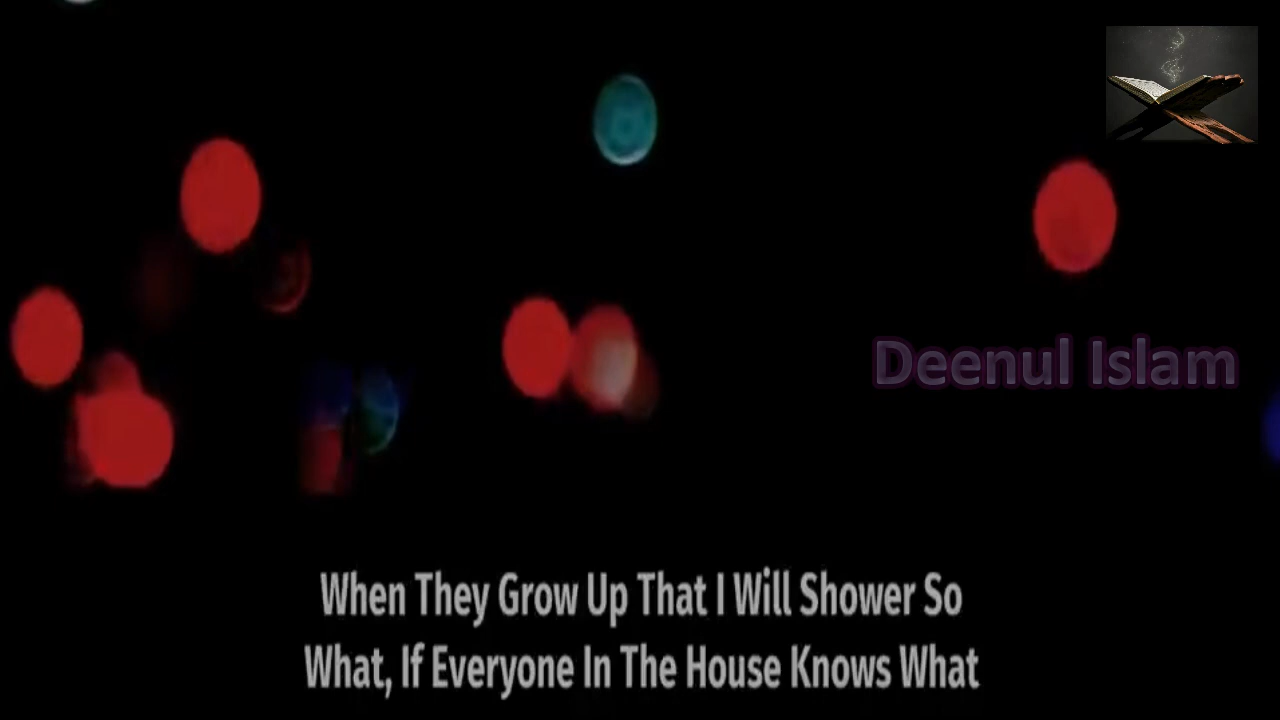 Deenul Islam
When They Grow Up That I Will Shower So
What, If Everyone In The House Knows What